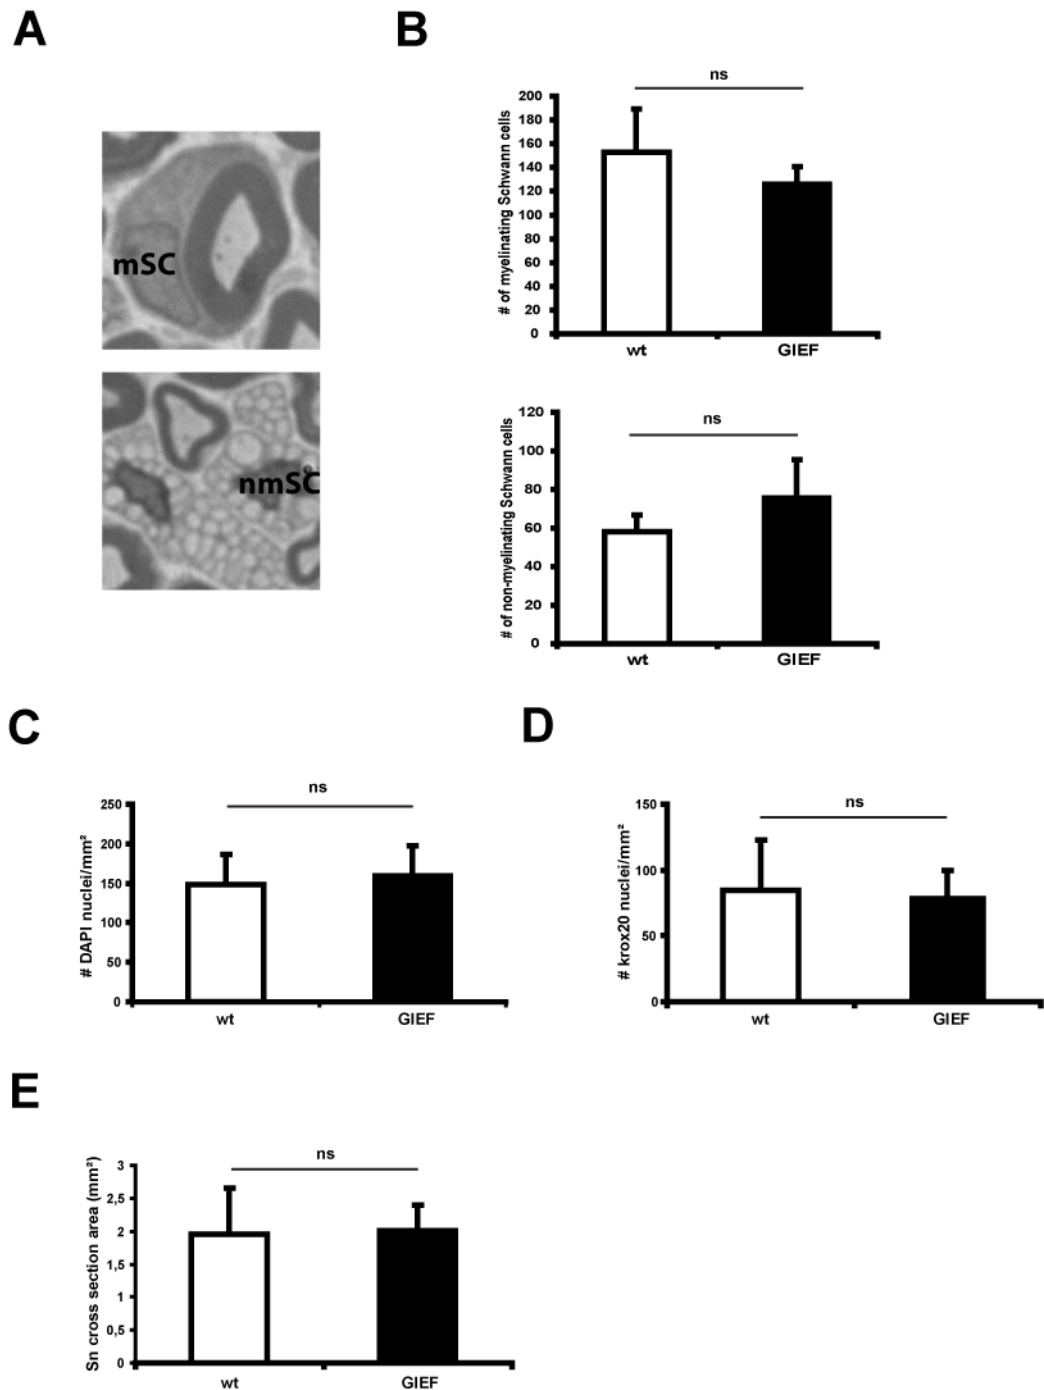 A
B
mSC
nmSC
ns
# of myelinating Schwann cells
200
180
160
140
120
100
80
60
40
20
0
wt GIEF
ns
# of non-myelinating Schwann cells
120
100
80
60
40
20
0
wt GIEF
C
D
ns
# DAPI nuclei/mm²
250
200
150
100
50
0
wt GIEF
ns
# krox20 nuclei/mm²
150
100
50
0
wt GIEF
E
ns
Sn cross section area (mm²)
3
2,5
2
1,5
1
0,5
0
wt GIEF